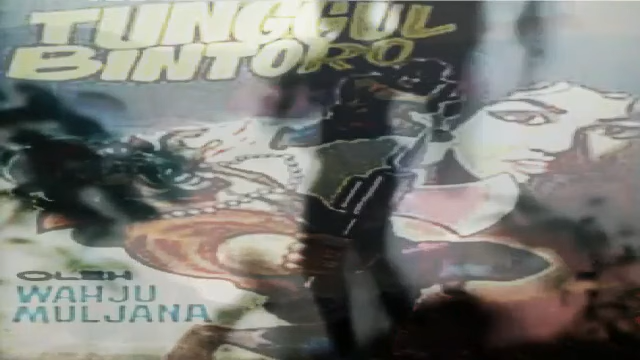 TUNGGUL
BINTORO
OLEH
WAHJU
MULJANA